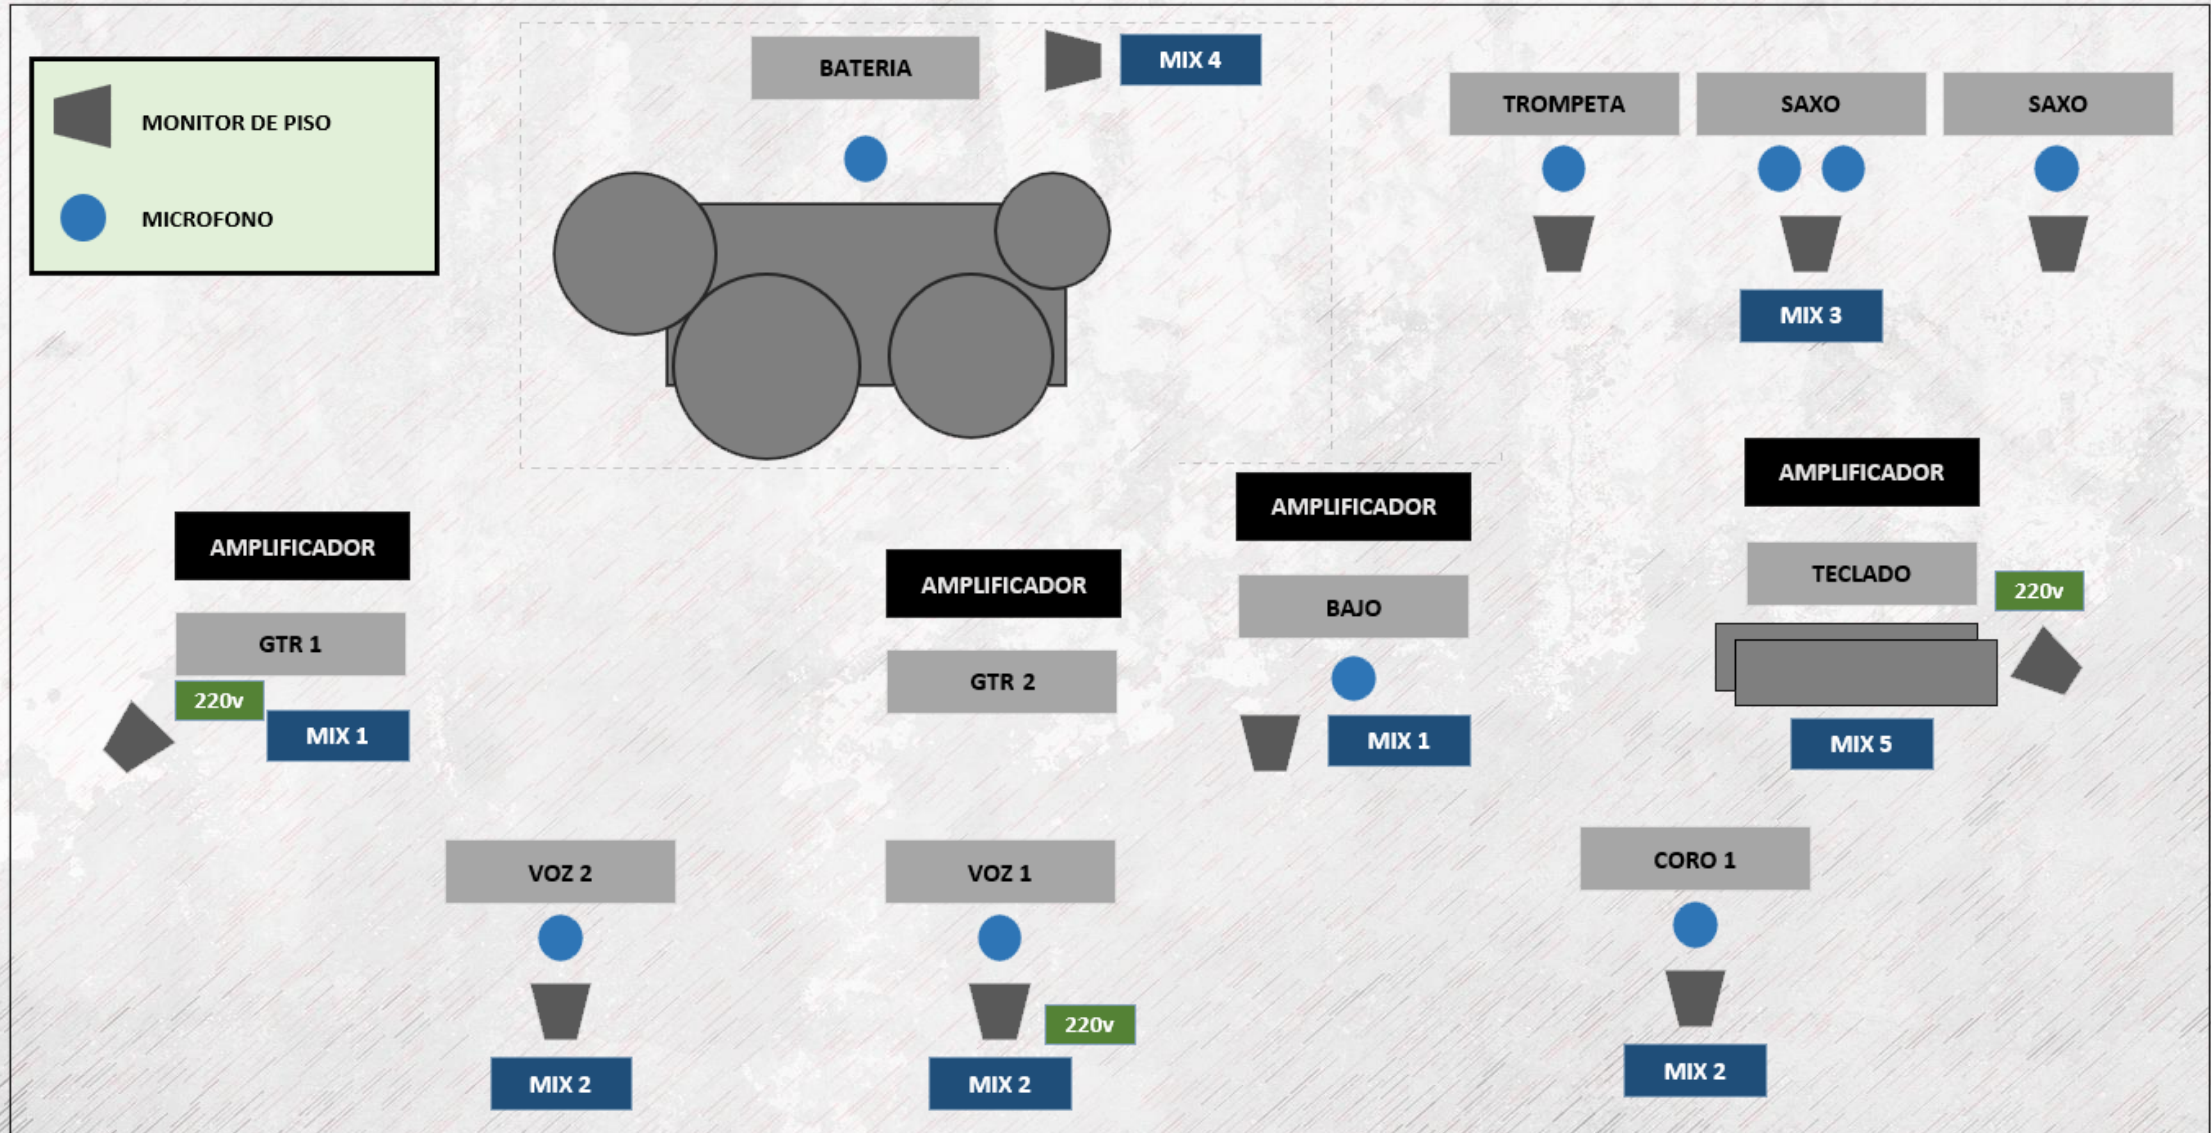 MONITOR DE PISO
MICROFONO
BATERIA
MIX 4
TROMPETA
SAXO
SAXO
MIX 3
AMPLIFICADOR
GTR 1
220v
MIX 1
AMPLIFICADOR
GTR 2
AMPLIFICADOR
BAJO
MIX 1
AMPLIFICADOR
TECLADO
220v
MIX 5
VOZ 2
MIX 2
VOZ 1
220v
MIX 2
CORO 1
MIX 2